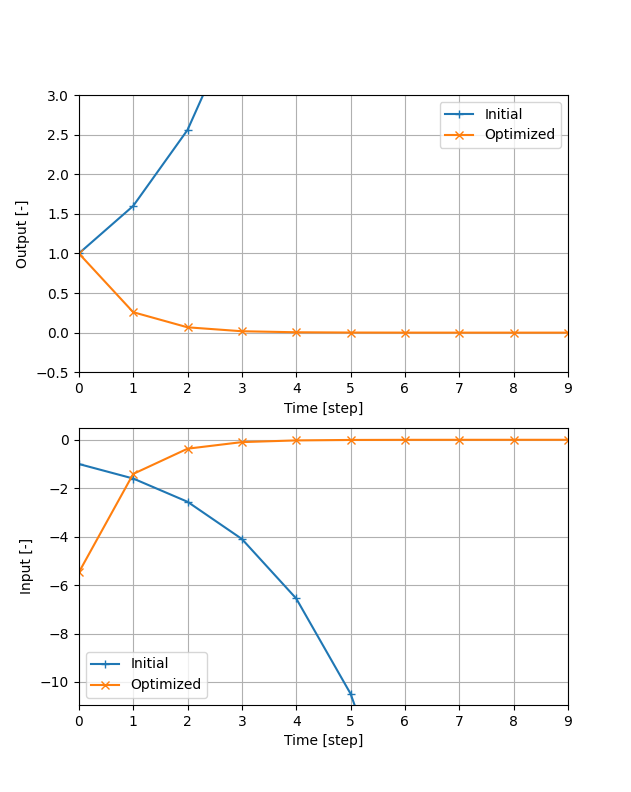 3.0
2.5
2.0
1.5
1.0
0.5
0.0
−0.5
Output [-]
Initial
Optimized
0 1 2 3 4 5 6 7 8 9
Time [step]
0
−2
−4
−6
−8
−10
Input [-]
Initial
Optimized
0 1 2 3 4 5 6 7 8 9
Time [step]